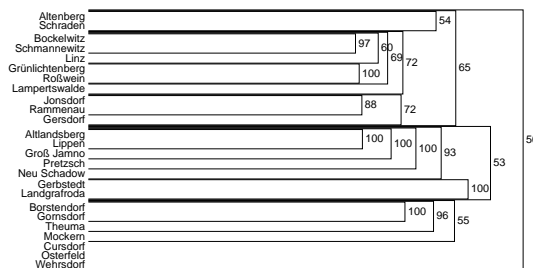 Altenberg
Schraden
54
Bockelwitz
Schmannewitz
97
Linz
60
Grünlichtenberg
69
Roßwein
100
Lampertswalde
72
65
Jonsdorf
Rammenau
88
72
Gersdorf
Altlandsberg
Lippen
100
Groß Jamno
100
Pretzsch
100
Neu Schadow
93
Gerbstedt
53
Landgrafroda
100
Borstendorf
Gornsdorf
100
Theuma
96
Mockern
55
Cursdorf
Osterfeld
Wehrsdorf